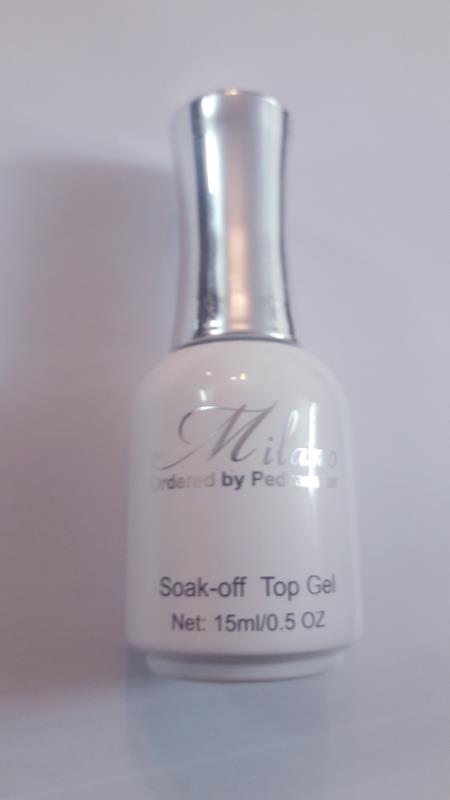 Milano
Ordered by
Soak-off Top Gel
Net: 15ml/0.5 OZ